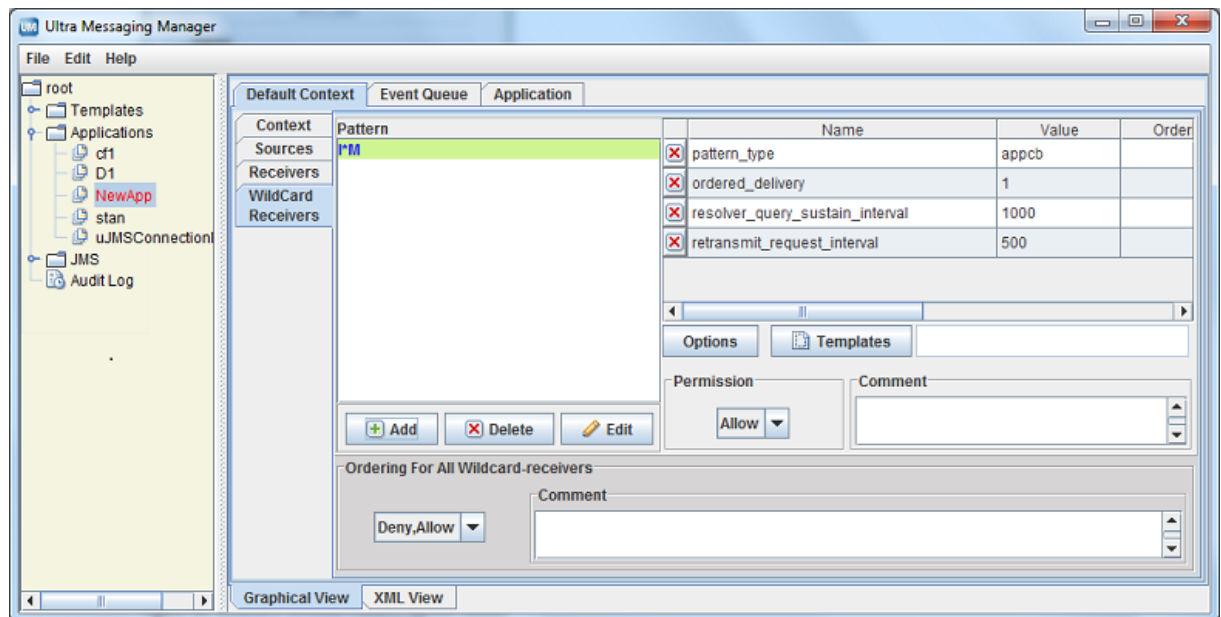 UM Ultra Messaging Manager
File Edit Help
root
Templates
Applications
cf1
D1
NewApp
stan
uJMSConnectionI
JMS
Audit Log
Default Context Event Queue Application
Context
Sources
Receivers
WildCard
Receivers
Pattern
I*M
Name Value Order
pattern_type appcb
ordered_delivery 1
resolver_query_sustain_interval 1000
retransmit_request_interval 500
Options Templates
Permission Comment
Allow
Add Delete Edit
Ordering For All Wildcard-receivers
Comment
Deny,Allow
Graphical View XML View